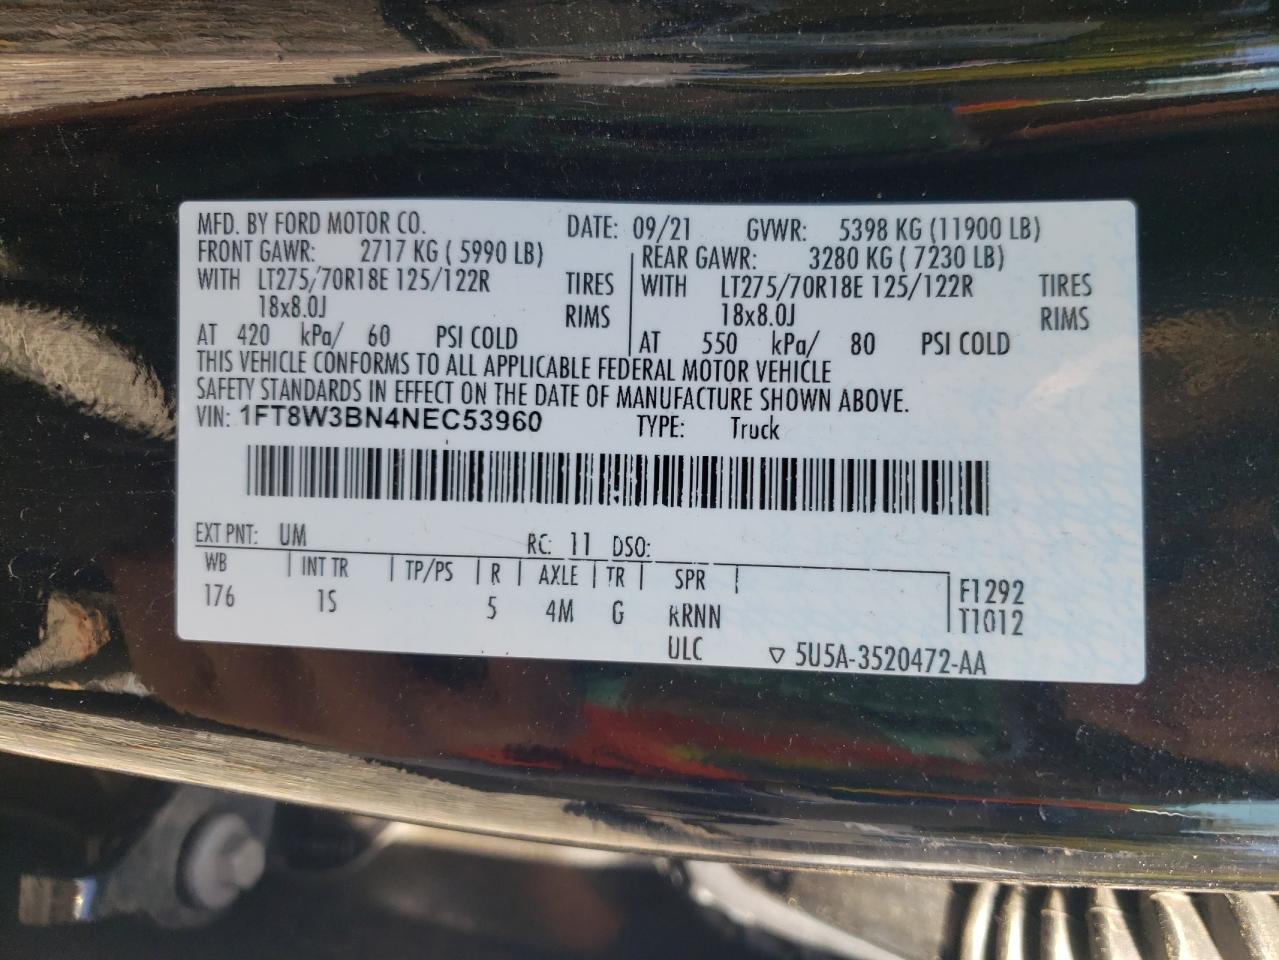 MFD. BY FORD MOTOR CO. DATE: 09/21 GVWR: 5398 KG (11900 LB)
FRONT GAWR: 2717 KG ( 5990 LB) REAR GAWR: 3280 KG ( 7230 LB)
WITH LT275/70R18E 125/122R TIRES WITH LT275/70R18E 125/122R TIRES
18x8.0J RIMS 18x8.0J RIMS
AT 420 kPa/ 60 PSI COLD AT 550 kPa/ 80 PSI COLD
THIS VEHICLE CONFORMS TO ALL APPLICABLE FEDERAL MOTOR VEHICLE
SAFETY STANDARDS IN EFFECT ON THE DATE OF MANUFACTURE SHOWN ABOVE.
VIN: 1FT8W3BN4NEC53960 TYPE: Truck
EXT PNT: UM RC: 11 DSO:
WB INT TR TP/PS R AXLE TR SPR F1292
176 1S 5 4M G RRNN T1012
ULC 5U5A-3520472-AA